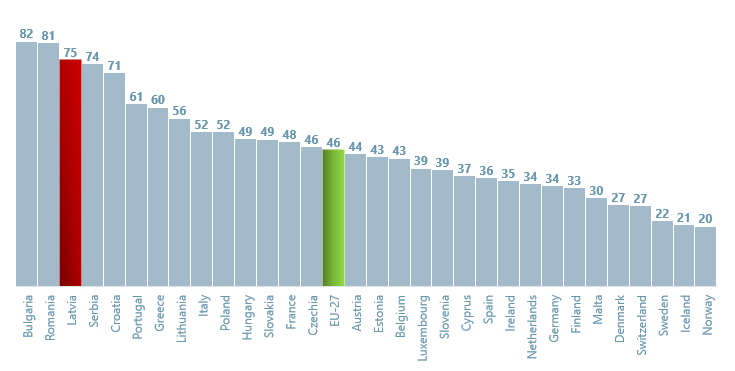 82
81
75
74
71
61
60
56
52
52
49
49
48
46
46
44
43
43
39
39
37
36
35
34
34
33
30
27
27
22
21
20
Bulgaria
Romania
Latvia
Serbia
Croatia
Portugal
Greece
Lithuania
Italy
Poland
Hungary
Slovakia
France
Czechia
EU-27
Austria
Estonia
Belgium
Luxembourg
Slovenia
Cyprus
Spain
Ireland
Netherlands
Germany
Finland
Malta
Denmark
Switzerland
Sweden
Iceland
Norway